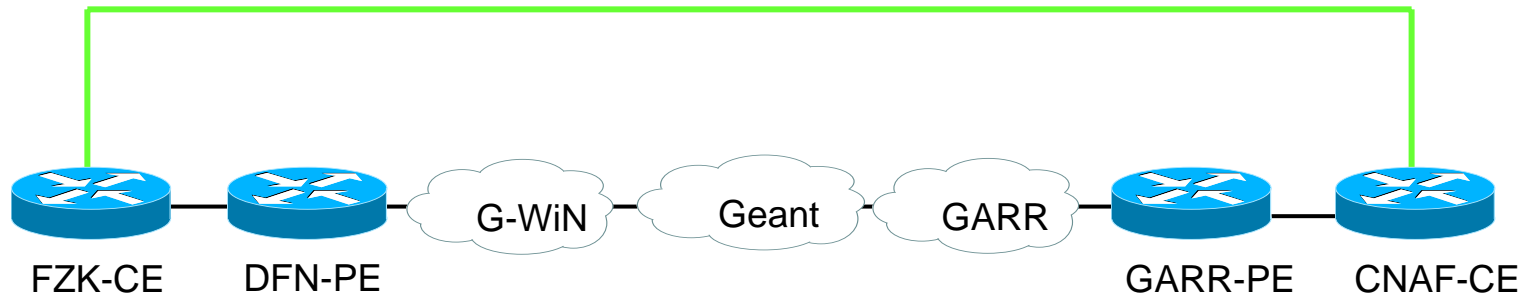 G-WiN
Geant
GARR
FZK-CE
DFN-PE
GARR-PE
CNAF-CE